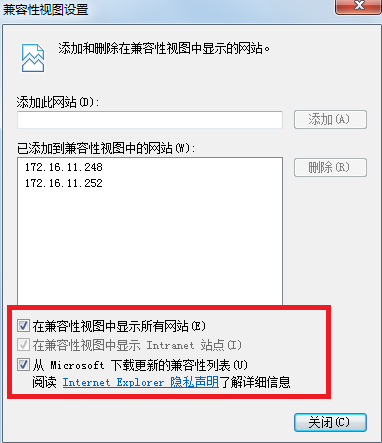 兼容性视图设置
添加和删除在兼容性视图中显示的网站。
添加此网站(D):
添加(A)
已添加到兼容性视图中的网站(W):
172.16.11.248
172.16.11.252
删除(R)
在兼容性视图中显示所有网站(E)
在兼容性视图中显示 Intranet 站点(I)
从 Microsoft 下载更新的兼容性列表(U)
阅读 Internet Explorer 隐私声明了解详细信息
关闭(C)